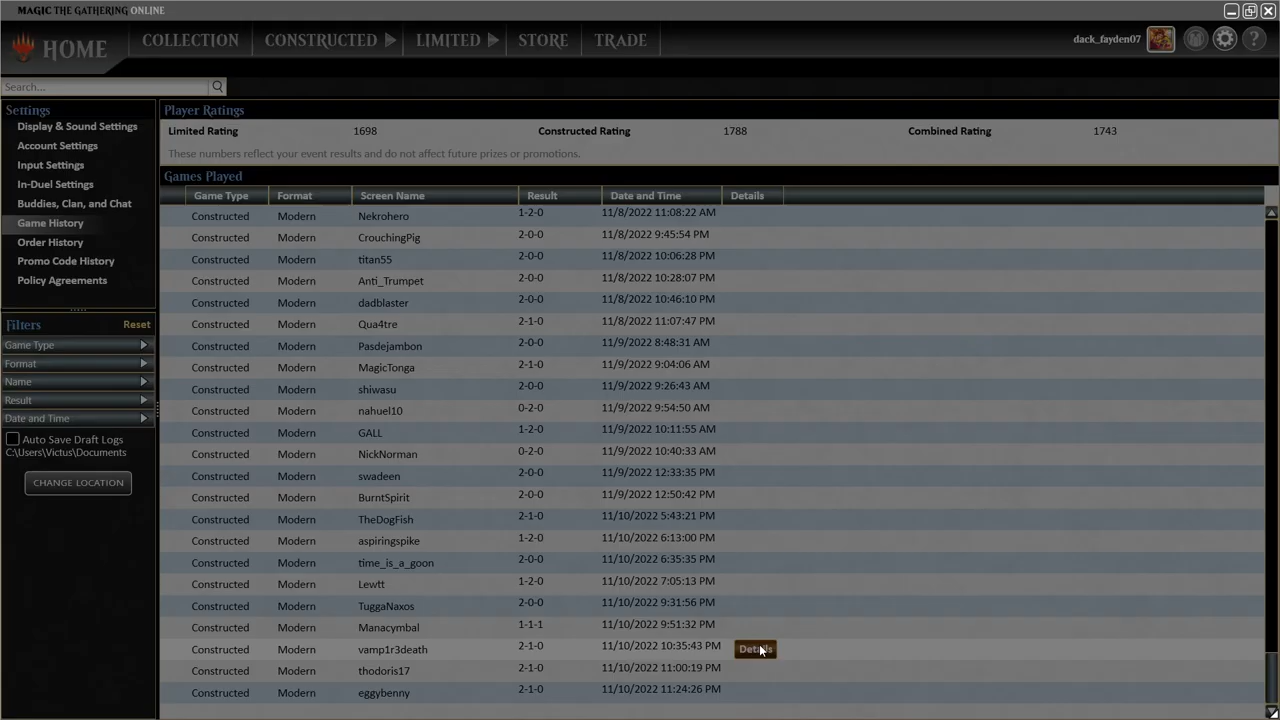 MAGIC THE GATHERING ONLINE
HOME COLLECTION CONSTRUCTED LIMITED STORE TRADE dack_fayden07 ?
Search...
Settings
Display & Sound Settings
Account Settings
Input Settings
In-Duel Settings
Buddies, Clan, and Chat
Game History
Order History
Promo Code History
Policy Agreements
Filters Reset
Game Type
Format
Name
Result
Date and Time
Auto Save Draft Logs
C:\Users\Victus\Documents
CHANGE LOCATION
Player Ratings
Limited Rating 1698 Constructed Rating 1788 Combined Rating 1743
These numbers reflect your event results and do not affect future prizes or promotions.
Games Played
Game Type Format Screen Name Result Date and Time Details
Constructed Modern Nekrohero 1-2-0 11/8/2022 11:08:22 AM
Constructed Modern CrouchingPig 2-0-0 11/8/2022 9:45:54 PM
Constructed Modern titan55 2-0-0 11/8/2022 10:06:28 PM
Constructed Modern Anti_Trumpet 2-0-0 11/8/2022 10:28:07 PM
Constructed Modern dadblaster 2-0-0 11/8/2022 10:46:10 PM
Constructed Modern Qua4tre 2-1-0 11/8/2022 11:07:47 PM
Constructed Modern Pasdejambon 2-0-0 11/9/2022 8:48:31 AM
Constructed Modern MagicTonga 2-1-0 11/9/2022 9:04:06 AM
Constructed Modern shiwasu 2-0-0 11/9/2022 9:26:43 AM
Constructed Modern nahuel10 0-2-0 11/9/2022 9:54:50 AM
Constructed Modern GALL 1-2-0 11/9/2022 10:11:55 AM
Constructed Modern NickNorman 0-2-0 11/9/2022 10:40:33 AM
Constructed Modern swadeen 2-0-0 11/9/2022 12:33:35 PM
Constructed Modern BurntSpirit 2-0-0 11/9/2022 12:50:42 PM
Constructed Modern TheDogFish 2-1-0 11/10/2022 5:43:21 PM
Constructed Modern aspiringspike 1-2-0 11/10/2022 6:13:00 PM
Constructed Modern time_is_a_goon 2-0-0 11/10/2022 6:35:35 PM
Constructed Modern Lewtt 1-2-0 11/10/2022 7:05:13 PM
Constructed Modern TuggaNaxos 2-0-0 11/10/2022 9:31:56 PM
Constructed Modern Manacymbal 1-1-1 11/10/2022 9:51:32 PM
Constructed Modern vamp1r3death 2-1-0 11/10/2022 10:35:43 PM Details
Constructed Modern thodoris17 2-1-0 11/10/2022 11:00:19 PM
Constructed Modern eggybenny 2-1-0 11/10/2022 11:24:26 PM